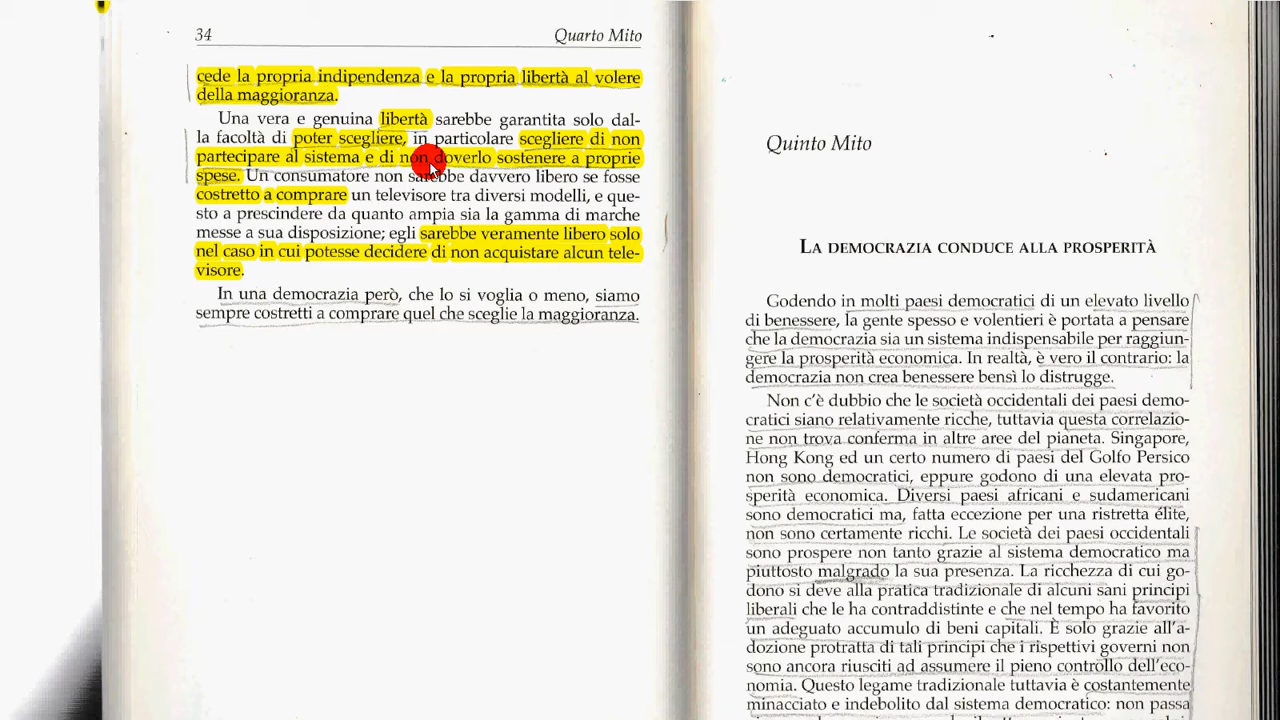 34
Quarto Mito
cede la propria indipendenza e la propria libertà al volere
della maggioranza.
Una vera e genuina libertà sarebbe garantita solo dal-
la facoltà di poter scegliere, in particolare scegliere di non
partecipare al sistema e di non doverlo sostenere a proprie
spese. Un consumatore non sarebbe davvero libero se fosse
costretto a comprare un televisore tra diversi modelli, e que-
sto a prescindere da quanto ampia sia la gamma di marche
messe a sua disposizione; egli sarebbe veramente libero solo
nel caso in cui potesse decidere di non acquistare alcun tele-
visore.
In una democrazia però, che lo si voglia o meno, siamo
sempre costretti a comprare quel che sceglie la maggioranza.
Quinto Mito
La democrazia conduce alla prosperità
Godendo in molti paesi democratici di un elevato livello
di benessere, la gente spesso e volentieri è portata a pensare
che la democrazia sia un sistema indispensabile per raggiun-
gere la prosperità economica. In realtà, è vero il contrario: la
democrazia non crea benessere bensì lo distrugge.
Non c'è dubbio che le società occidentali dei paesi demo-
cratici siano relativamente ricche, tuttavia questa correlazio-
ne non trova conferma in altre aree del pianeta. Singapore,
Hong Kong ed un certo numero di paesi del Golfo Persico
non sono democratici, eppure godono di una elevata pro-
sperità economica. Diversi paesi africani e sudamericani
sono democratici ma, fatta eccezione per una ristretta élite,
non sono certamente ricchi. Le società dei paesi occidentali
sono prospere non tanto grazie al sistema democratico ma
piuttosto malgrado la sua presenza. La ricchezza di cui go-
dono si deve alla pratica tradizionale di alcuni sani principi
liberali che le ha contraddistinte e che nel tempo ha favorito
un adeguato accumulo di beni capitali. È solo grazie all'a-
dozione protratta di tali principi che i rispettivi governi non
sono ancora riusciti ad assumere il pieno controllo dell'eco-
nomia. Questo legame tradizionale tuttavia è costantemente
minacciato e indebolito dal sistema democratico: non passa